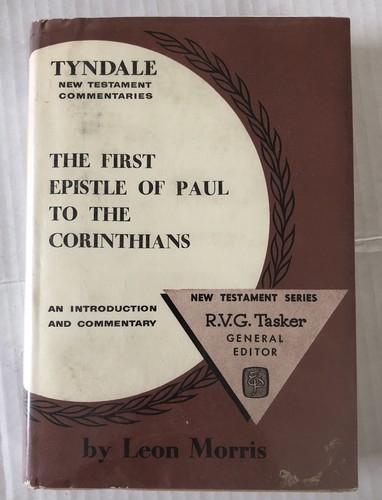 TYNDALE
NEW TESTAMENT
COMMENTARIES
THE FIRST
EPISTLE OF PAUL
TO THE
CORINTHIANS
AN INTRODUCTION
AND COMMENTARY
NEW TESTAMENT SERIES
R.V.G. Tasker
GENERAL
EDITOR
by Leon Morris